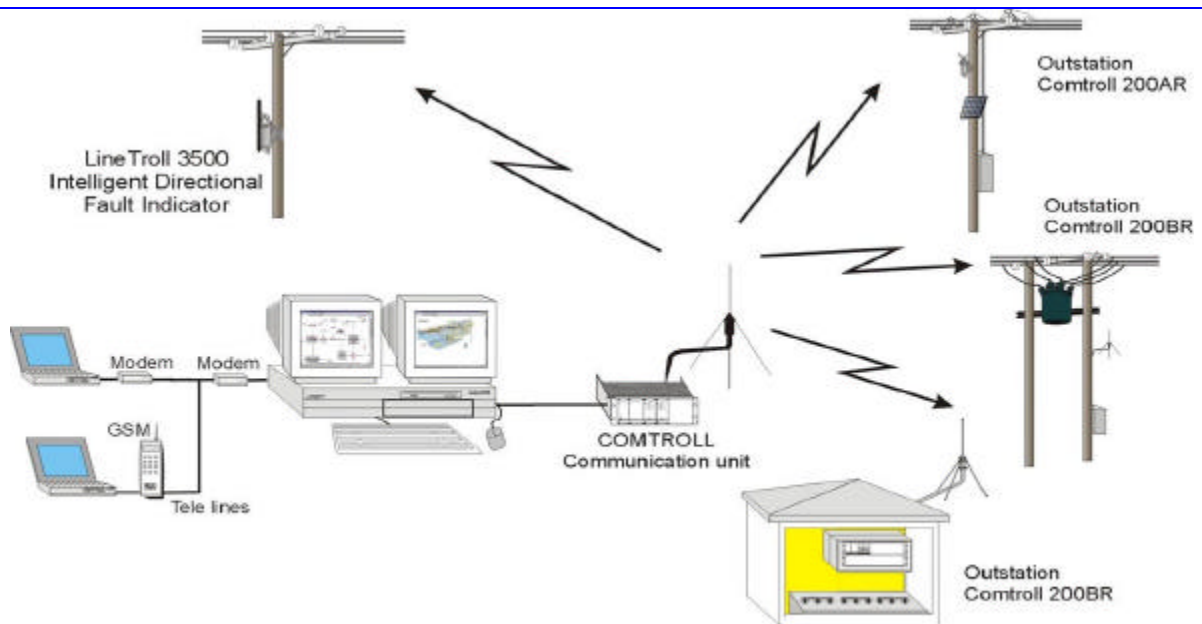 Outstation
Comtroll 200AR
LineTroll 3500
Intelligent Directional
Fault Indicator
Outstation
Comtroll 200BR
Modem
Modem
GSM
Tele lines
COMTROLL
Communication unit
Outstation
Comtroll 200BR